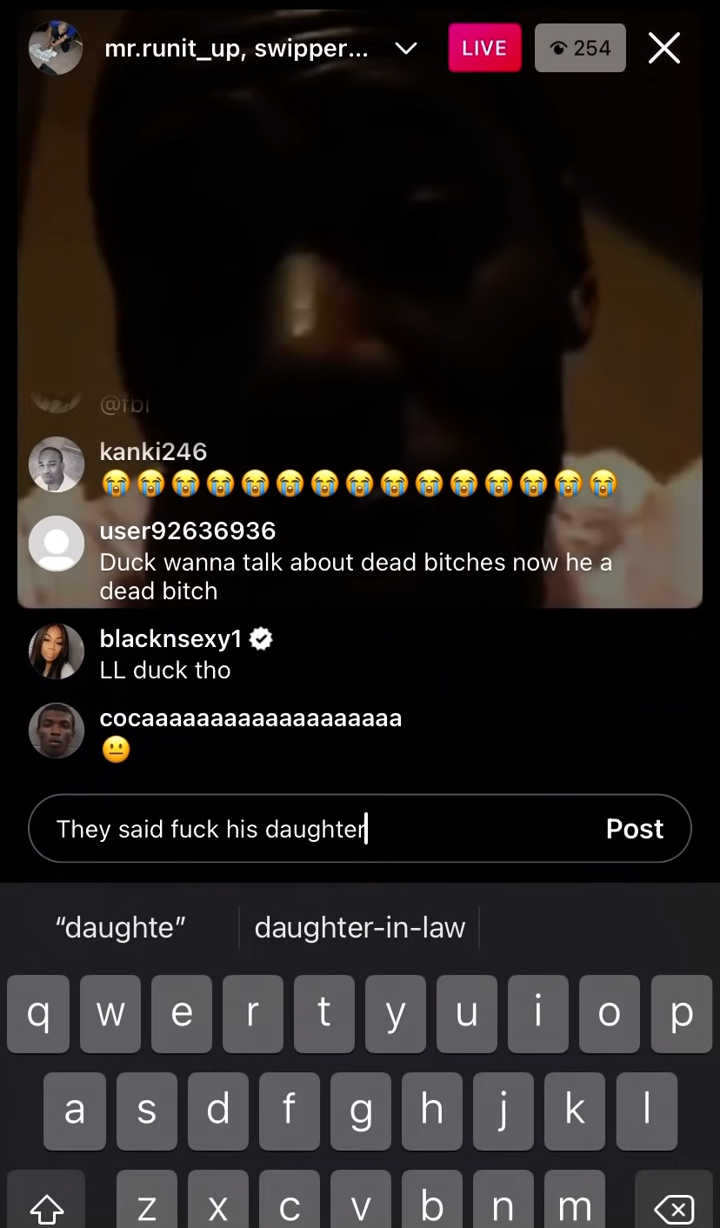 mr.runit_up, swipper...
LIVE
254
@fbi
kanki246
😭😭😭😭😭😭😭😭😭😭😭😭😭😭😭
user92636936
Duck wanna talk about dead bitches now he a
dead bitch
blacknsexy1
LL duck tho
cocaaaaaaaaaaaaaaaaaaa
😐
They said fuck his daughter
Post
“daughte”
daughter-in-law
q w e r t y u i o p
a s d f g h j k l
z x c v b n m